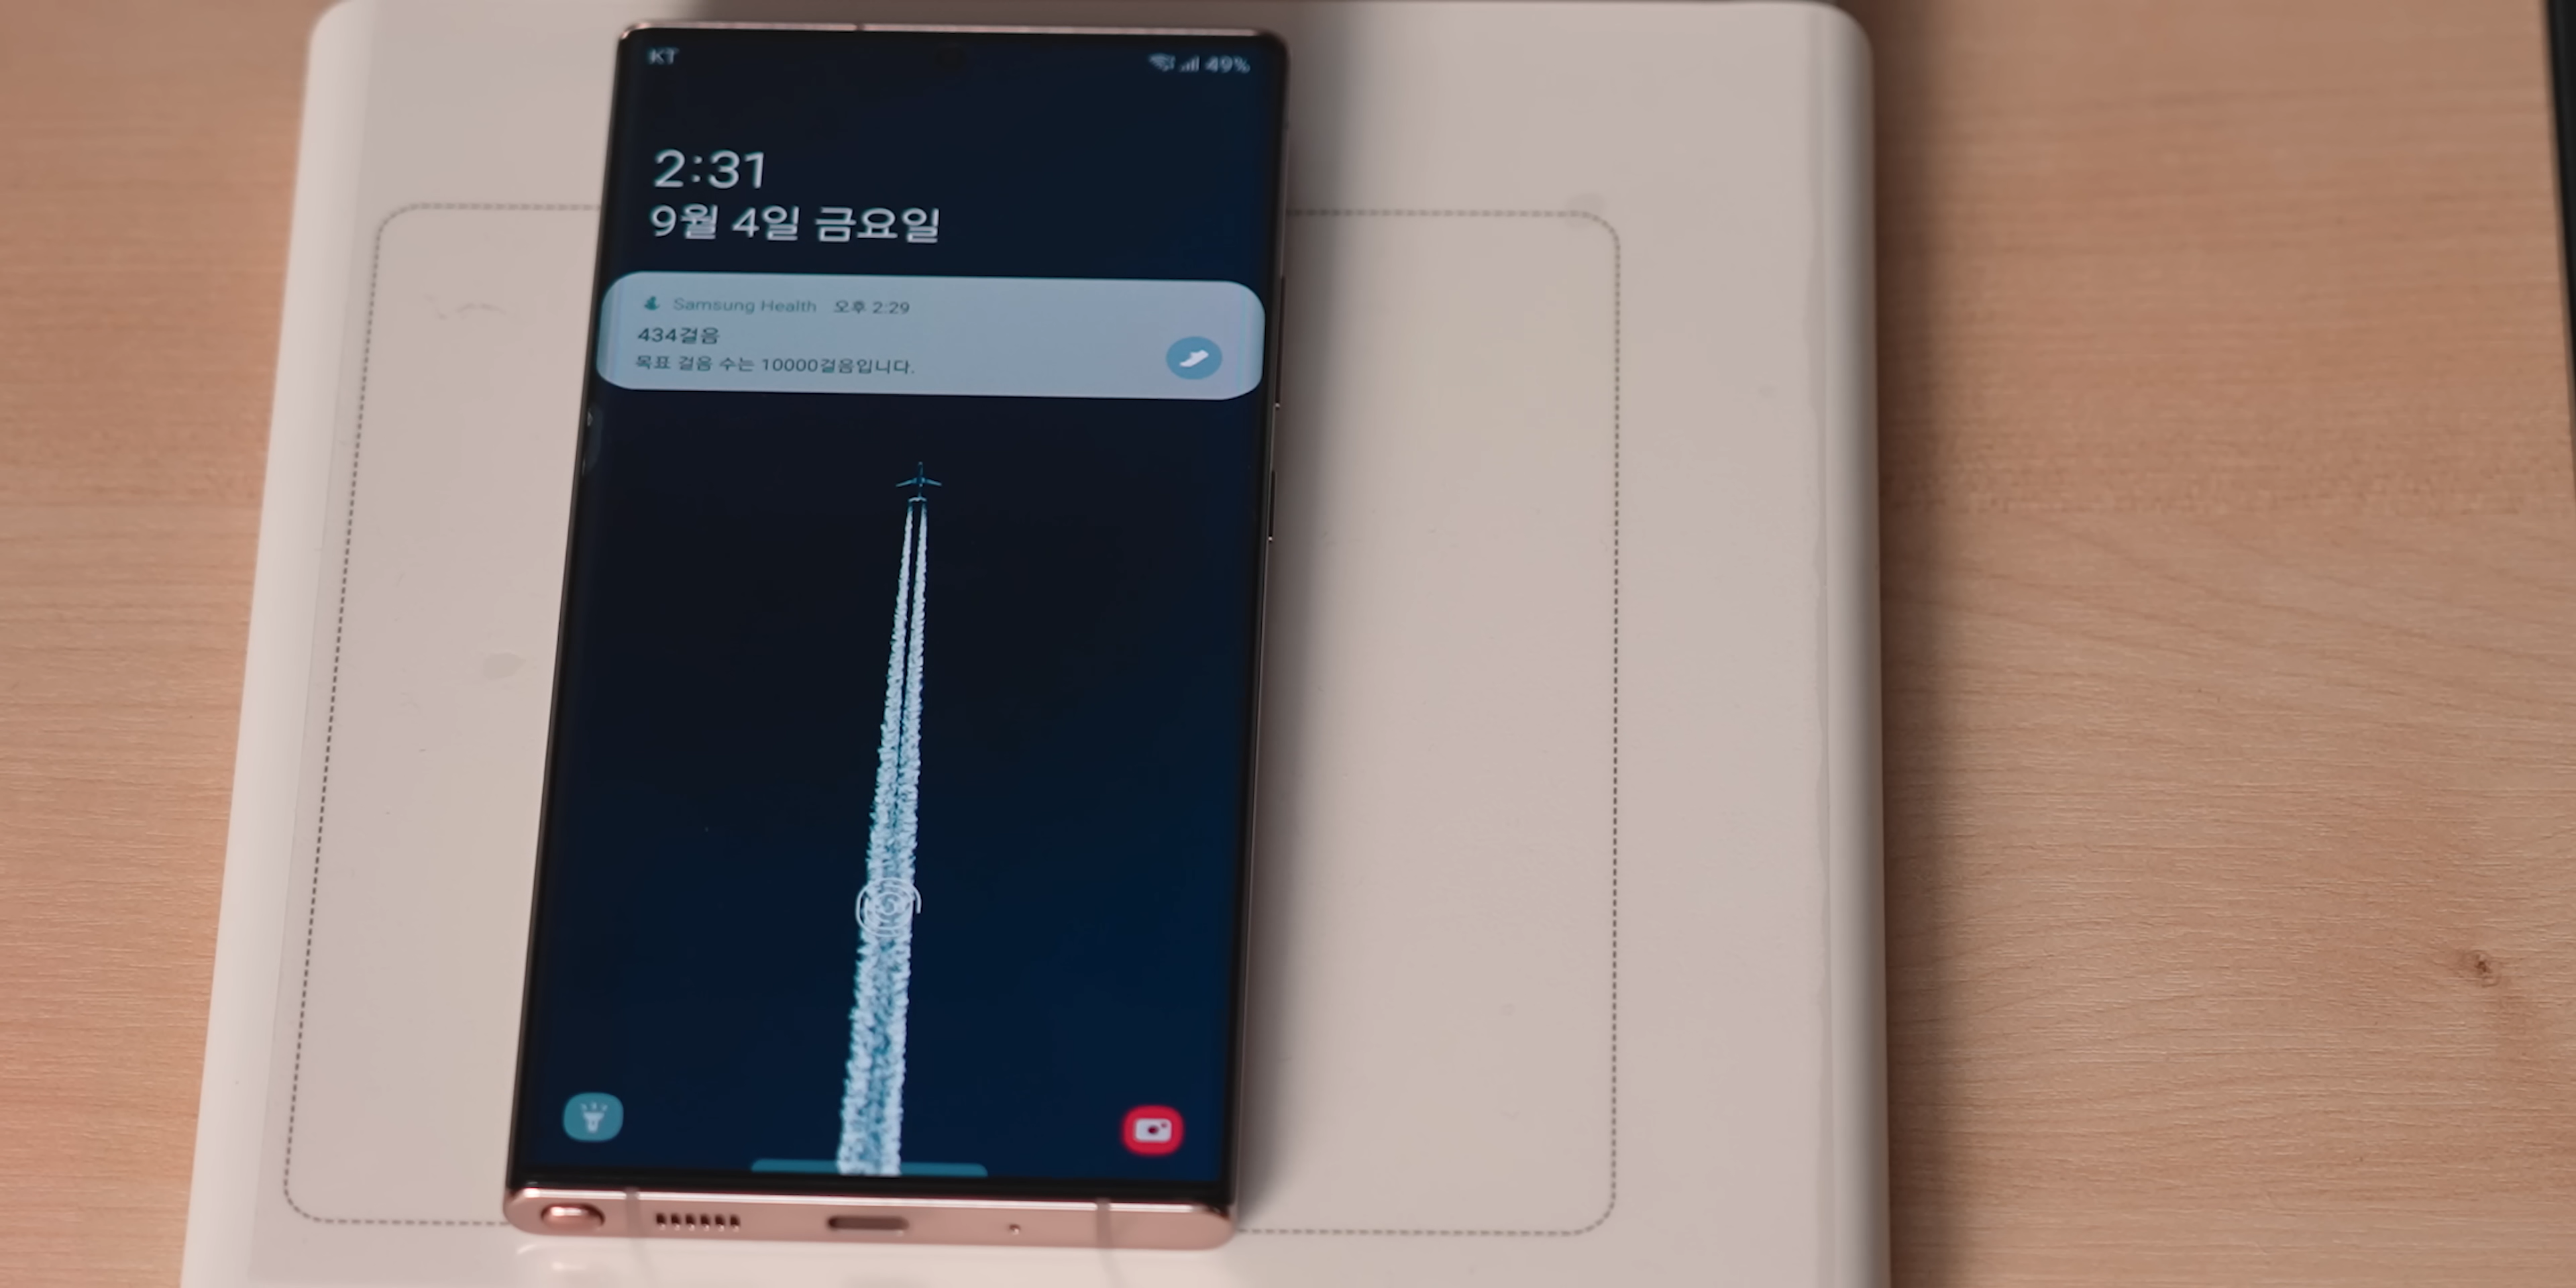 KT 49%
2:31
9월 4일 금요일
Samsung Health 오후 2:29
434걸음
목표 걸음 수는 10000걸음입니다.